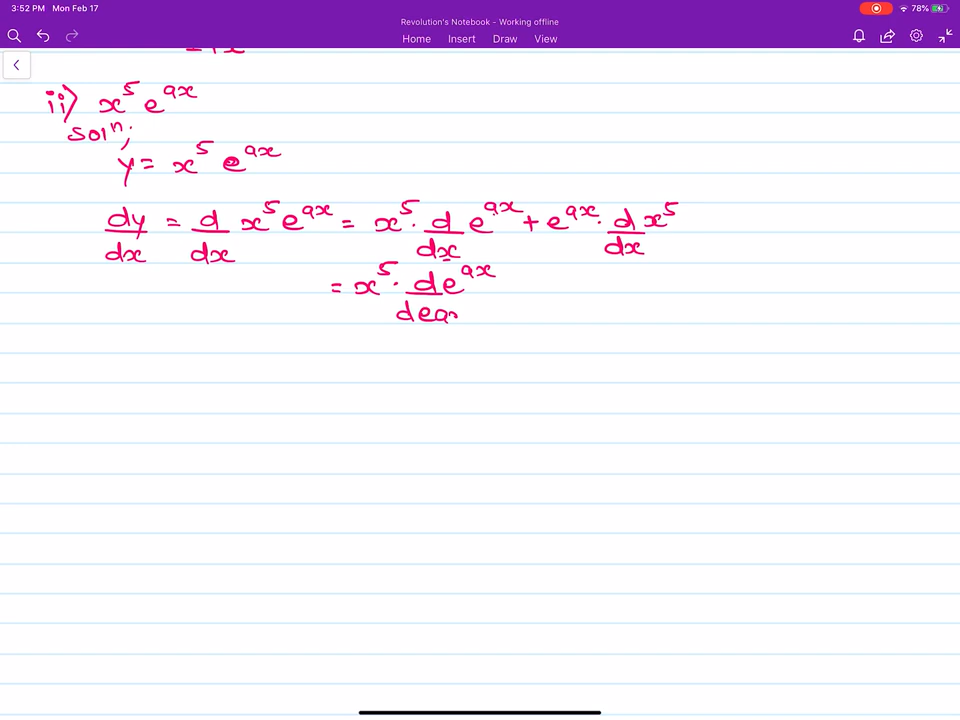 3:52 PM Mon Feb 17 78%
Revolution's Notebook - Working offline
Home Insert Draw View
ii) x^5 e^{ax}
soln;
y = x^5 e^{ax}
dy/dx = d/dx x^5 e^{ax} = x^5 · d/dx e^{ax} + e^{ax} · d/dx x^5
= x^5 · de^{ax}/deax